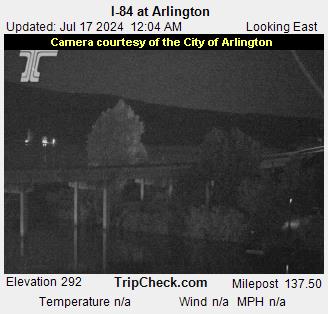 I-84 at Arlington
Updated: Jul 17 2024 12:04 AM Looking East
Camera courtesy of the City of Arlington
Elevation 292 TripCheck.com Milepost 137.50
Temperature n/a Wind n/a MPH n/a